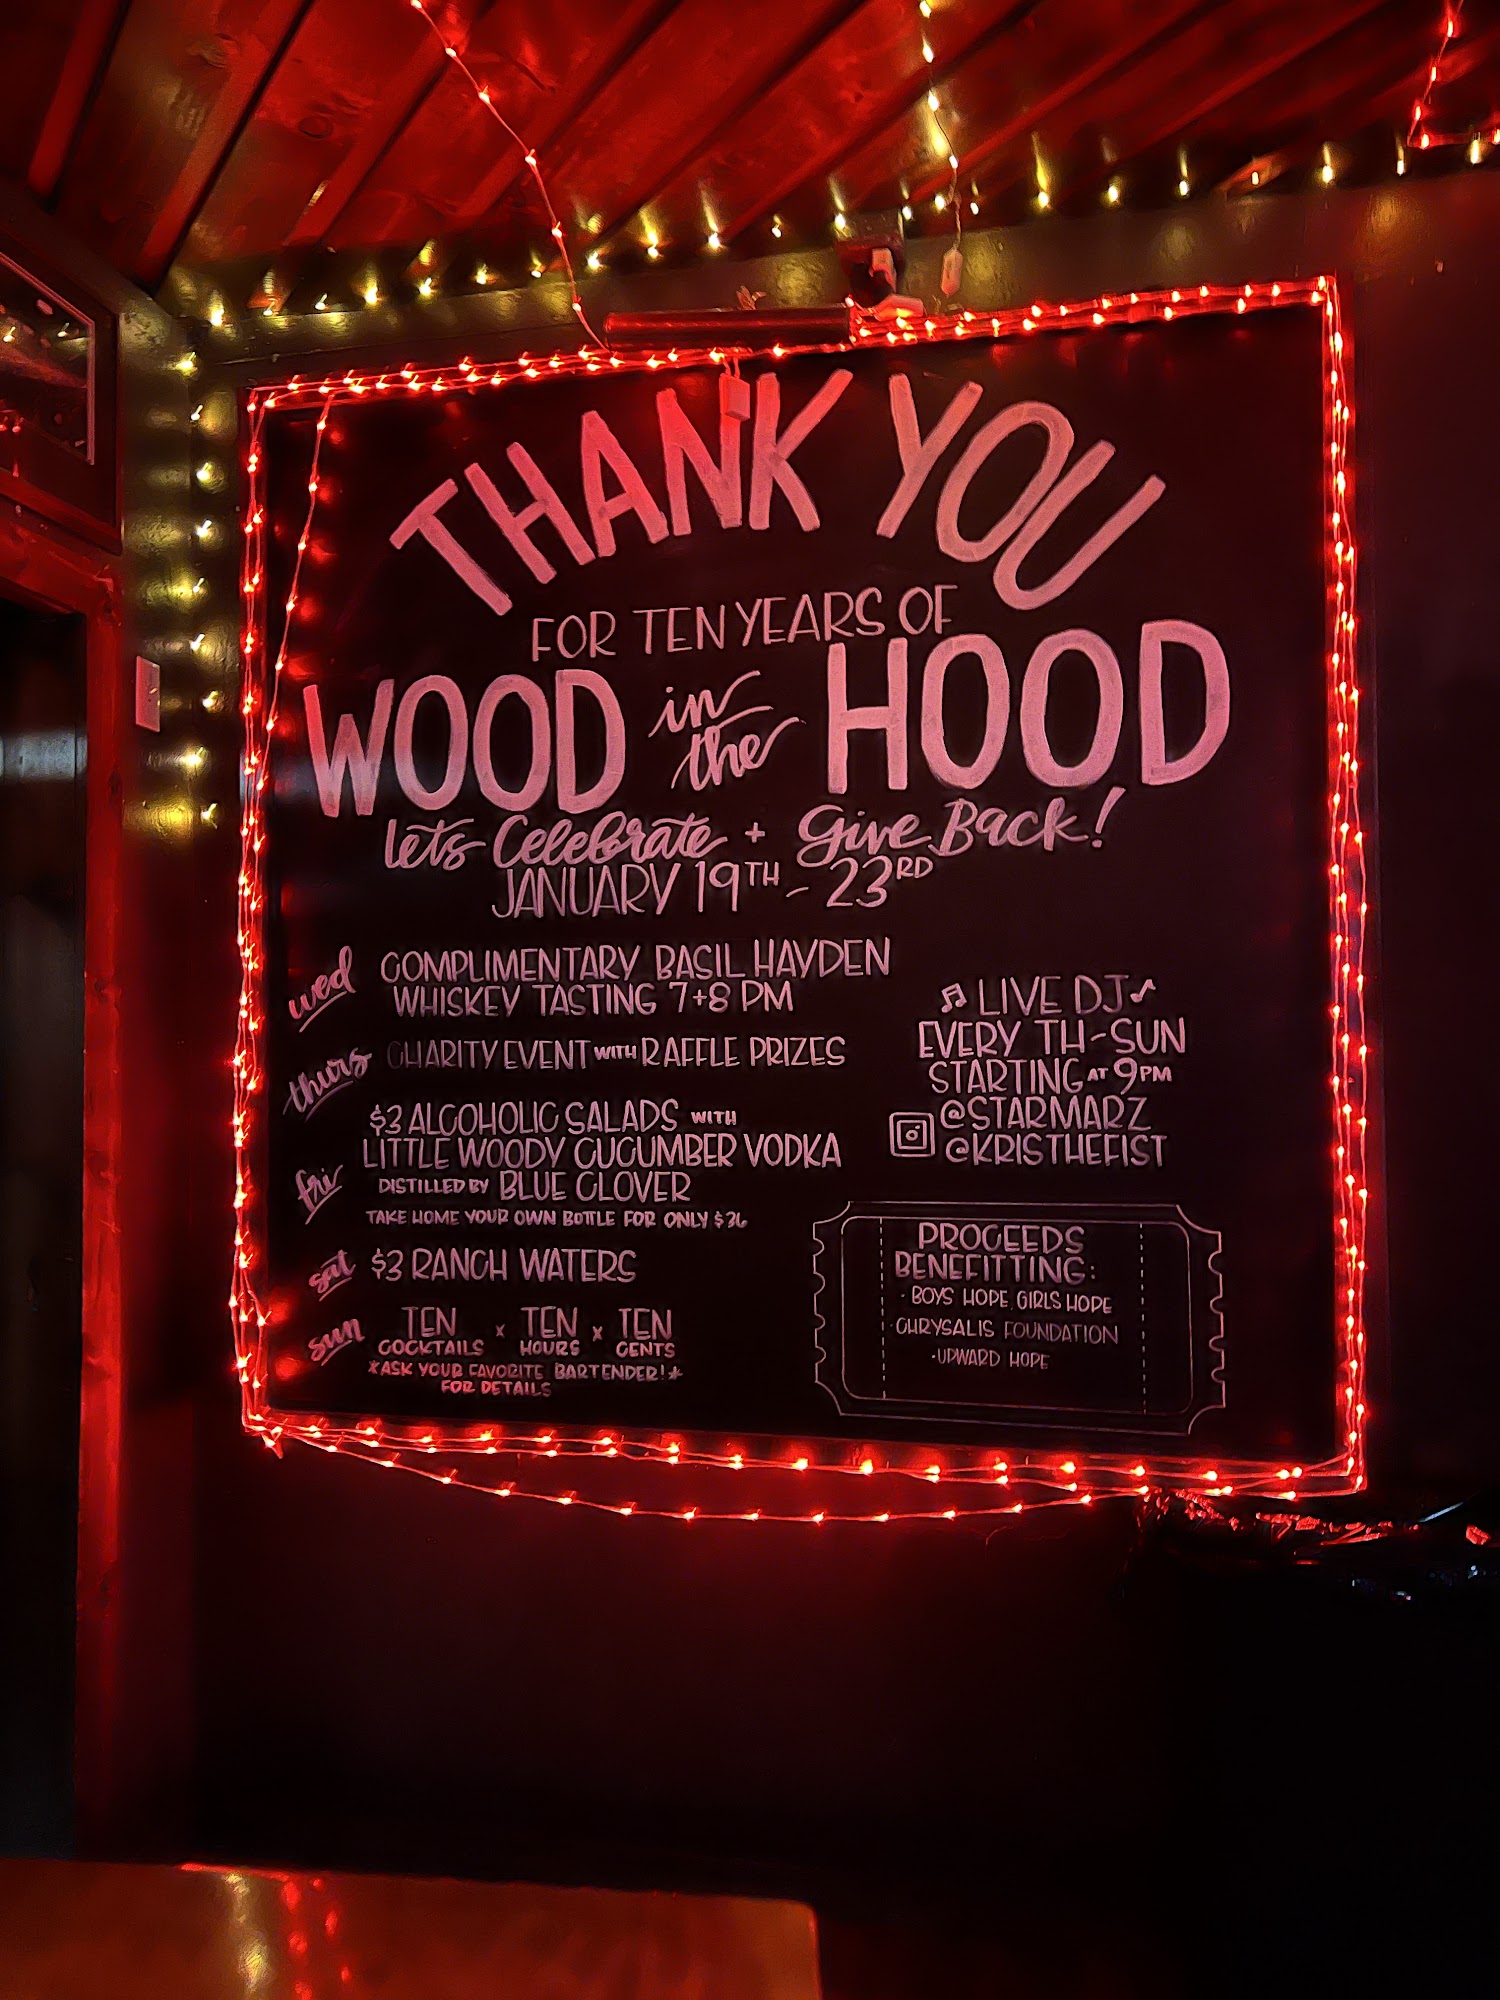 THANK YOU
FOR TEN YEARS OF
WOOD in the HOOD
Lets Celebrate + Give Back!
JANUARY 19TH - 23RD
wed COMPLIMENTARY BASIL HAYDEN
WHISKEY TASTING 7+8 PM
thurs CHARITY EVENT WITH RAFFLE PRIZES
fri $3 ALCOHOLIC SALADS WITH
LITTLE WOODY CUCUMBER VODKA
DISTILLED BY BLUE CLOVER
TAKE HOME YOUR OWN BOTTLE FOR ONLY $36
sat $3 RANCH WATERS
sun TEN x TEN x TEN
COCKTAILS HOURS CENTS
*ASK YOUR FAVORITE BARTENDER!*
FOR DETAILS
LIVE DJ
EVERY TH-SUN
STARTING AT 9PM
@STARMARZ
@KRISTHEFIST
PROCEEDS
BENEFITTING:
- BOYS HOPE GIRLS HOPE
- CHRYSALIS FOUNDATION
- UPWARD HOPE